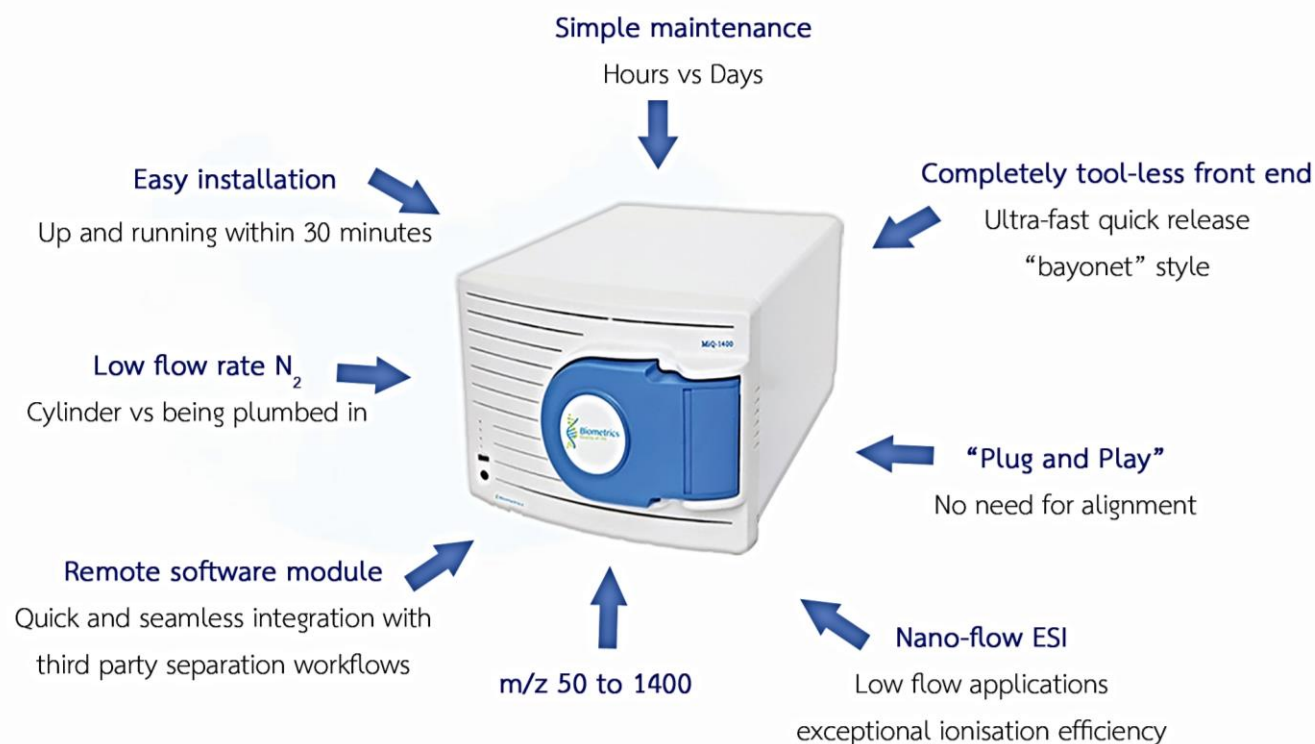 Simple maintenance
Hours vs Days
Easy installation
Up and running within 30 minutes
Completely tool-less front end
Ultra-fast quick release
“bayonet” style
MiQ-1400
Low flow rate N₂
Cylinder vs being plumbed in
Biometrics
“Plug and Play”
No need for alignment
Biometrics
Remote software module
Quick and seamless integration with
third party separation workflows
m/z 50 to 1400
Nano-flow ESI
Low flow applications
exceptional ionisation efficiency